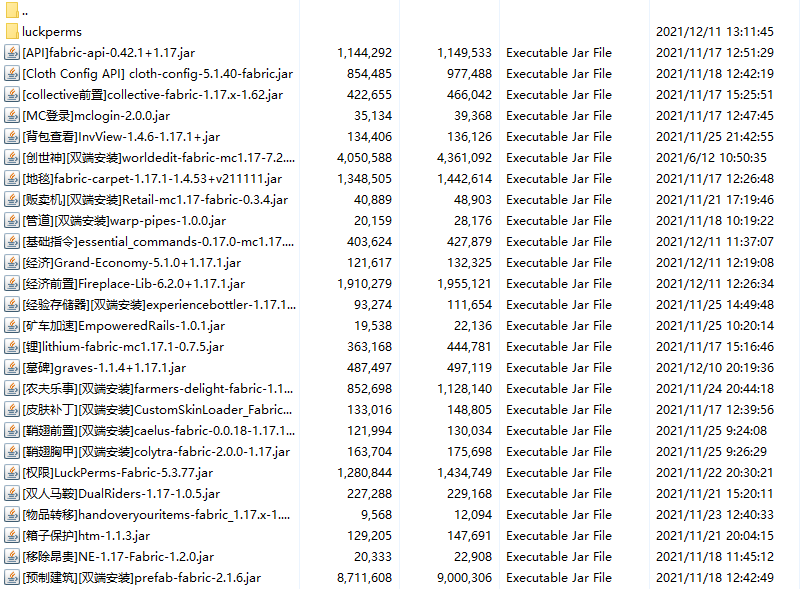 ..
luckperms 2021/12/11 13:11:45
[API]fabric-api-0.42.1+1.17.jar 1,144,292 1,149,533 Executable Jar File 2021/11/17 12:51:29
[Cloth Config API] cloth-config-5.1.40-fabric.jar 854,485 977,488 Executable Jar File 2021/11/18 12:42:19
[collective前置]collective-fabric-1.17.x-1.62.jar 422,655 466,042 Executable Jar File 2021/11/17 15:25:51
[MC登录]mclogin-2.0.0.jar 35,134 39,368 Executable Jar File 2021/11/17 12:47:45
[背包查看]InvView-1.4.6-1.17.1+.jar 134,406 136,126 Executable Jar File 2021/11/25 21:42:55
[创世神][双端安装]worldedit-fabric-mc1.17-7.2.... 4,050,588 4,361,092 Executable Jar File 2021/6/12 10:50:35
[地毯]fabric-carpet-1.17.1-1.4.53+v211111.jar 1,348,505 1,442,614 Executable Jar File 2021/11/17 12:26:48
[贩卖机][双端安装]Retail-mc1.17-fabric-0.3.4.jar 40,889 48,903 Executable Jar File 2021/11/21 17:19:46
[管道][双端安装]warp-pipes-1.0.0.jar 20,159 28,176 Executable Jar File 2021/11/18 10:19:22
[基础指令]essential_commands-0.17.0-mc1.17.... 403,624 427,879 Executable Jar File 2021/12/11 11:37:07
[经济]Grand-Economy-5.1.0+1.17.1.jar 121,617 132,325 Executable Jar File 2021/12/11 12:19:08
[经济前置]Fireplace-Lib-6.2.0+1.17.1.jar 1,910,279 1,955,121 Executable Jar File 2021/12/11 12:26:34
[经验存储器][双端安装]experiencebottler-1.17.1... 93,274 111,654 Executable Jar File 2021/11/25 14:49:48
[矿车加速]EmpoweredRails-1.0.1.jar 19,538 22,136 Executable Jar File 2021/11/25 10:20:14
[锂]lithium-fabric-mc1.17.1-0.7.5.jar 363,168 444,781 Executable Jar File 2021/11/17 15:16:46
[墓碑]graves-1.1.4+1.17.1.jar 487,497 497,119 Executable Jar File 2021/12/10 20:19:36
[农夫乐事][双端安装]farmers-delight-fabric-1.1... 852,698 1,128,140 Executable Jar File 2021/11/24 20:44:18
[皮肤补丁][双端安装]CustomSkinLoader_Fabric... 133,016 148,805 Executable Jar File 2021/11/17 12:39:56
[鞘翅前置][双端安装]caelus-fabric-0.0.18-1.17.1... 121,994 130,034 Executable Jar File 2021/11/25 9:24:08
[鞘翅胸甲][双端安装]colytra-fabric-2.0.0-1.17.jar 163,704 175,698 Executable Jar File 2021/11/25 9:26:29
[权限]LuckPerms-Fabric-5.3.77.jar 1,280,844 1,434,749 Executable Jar File 2021/11/22 20:30:21
[双人马鞍]DualRiders-1.17-1.0.5.jar 227,288 229,168 Executable Jar File 2021/11/21 15:20:11
[物品转移]handoveryouritems-fabric_1.17.x-1.... 9,568 12,094 Executable Jar File 2021/11/23 12:40:33
[箱子保护]htm-1.1.3.jar 129,205 147,691 Executable Jar File 2021/11/21 20:04:15
[移除昂贵]NE-1.17-Fabric-1.2.0.jar 20,333 22,908 Executable Jar File 2021/11/18 11:45:12
[预制建筑][双端安装]prefab-fabric-2.1.6.jar 8,711,608 9,000,306 Executable Jar File 2021/11/18 12:42:49